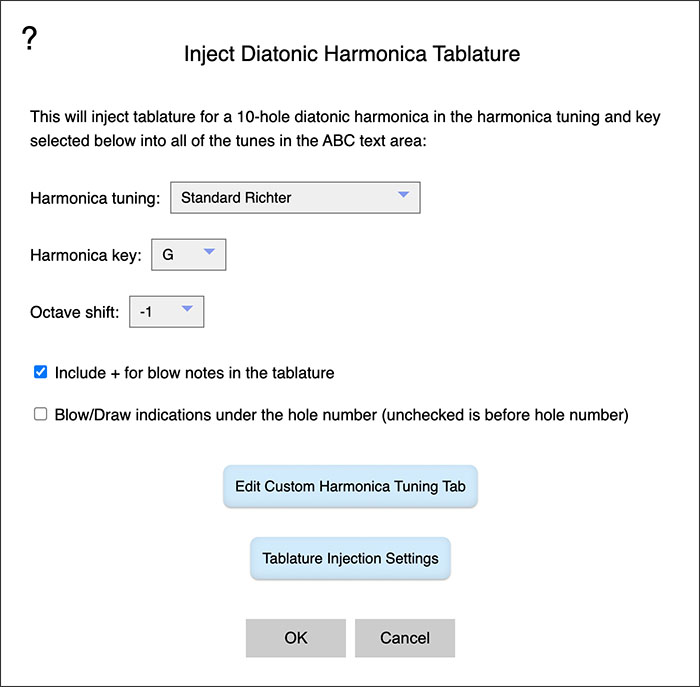 ?
Inject Diatonic Harmonica Tablature
This will inject tablature for a 10-hole diatonic harmonica in the harmonica tuning and key
selected below into all of the tunes in the ABC text area:
Harmonica tuning: Standard Richter
Harmonica key: G
Octave shift: -1
Include + for blow notes in the tablature
Blow/Draw indications under the hole number (unchecked is before hole number)
Edit Custom Harmonica Tuning Tab
Tablature Injection Settings
OK Cancel